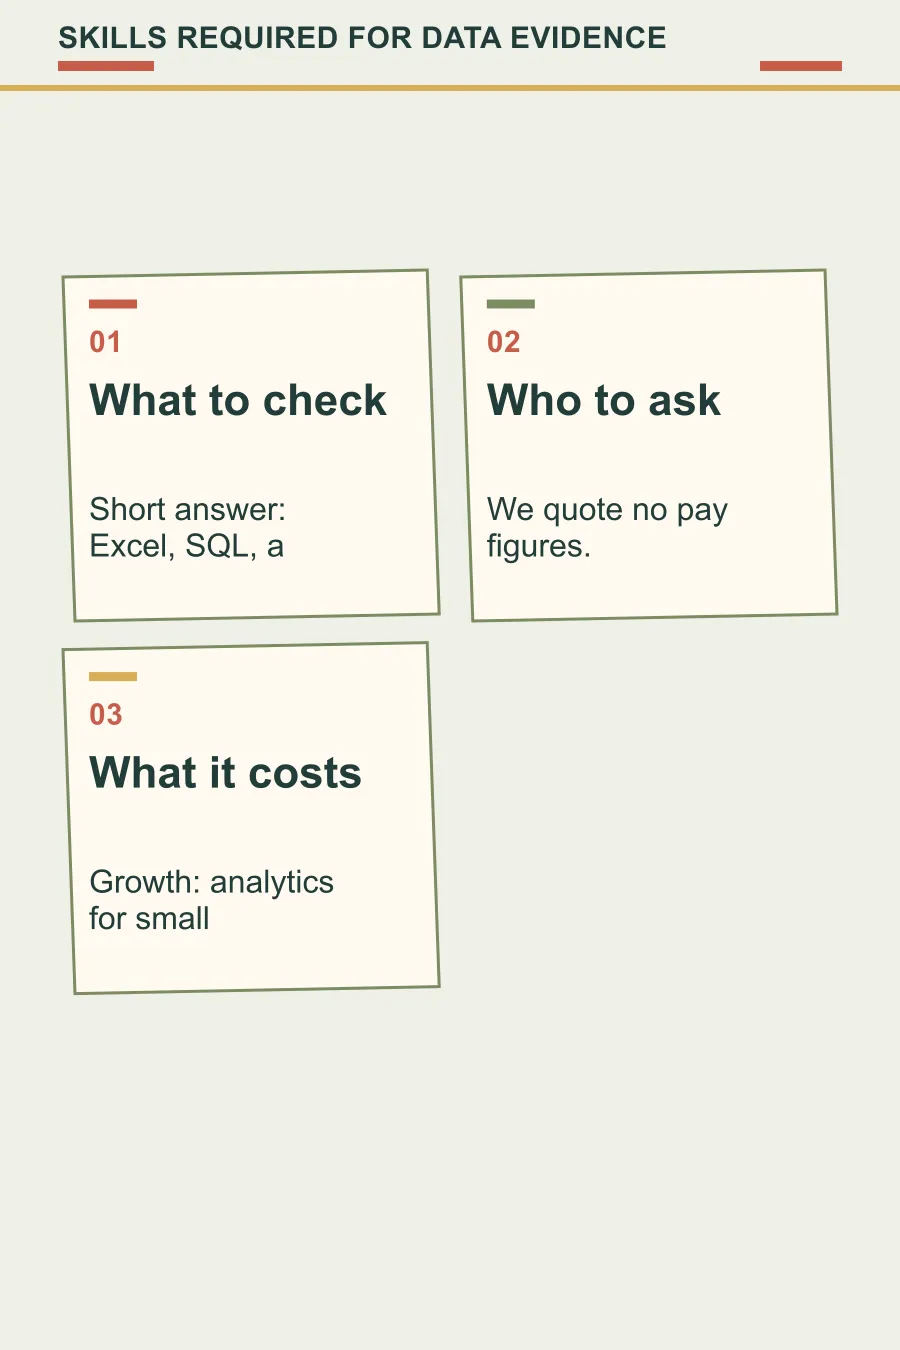 SKILLS REQUIRED FOR DATA EVIDENCE
01
What to check
Short answer:
Excel, SQL, a
02
Who to ask
We quote no pay
figures.
03
What it costs
Growth: analytics
for small